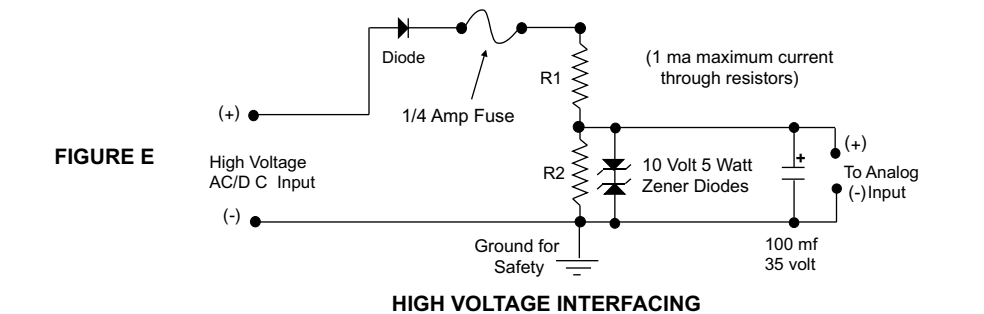 Diode
1/4 Amp Fuse
R1
(1 ma maximum current
through resistors)
(+)
FIGURE E
High Voltage
AC/D C Input
(-)
R2
10 Volt 5 Watt
Zener Diodes
+
(+)
To Analog
(-)Input
Ground for
Safety
100 mf
35 volt
HIGH VOLTAGE INTERFACING